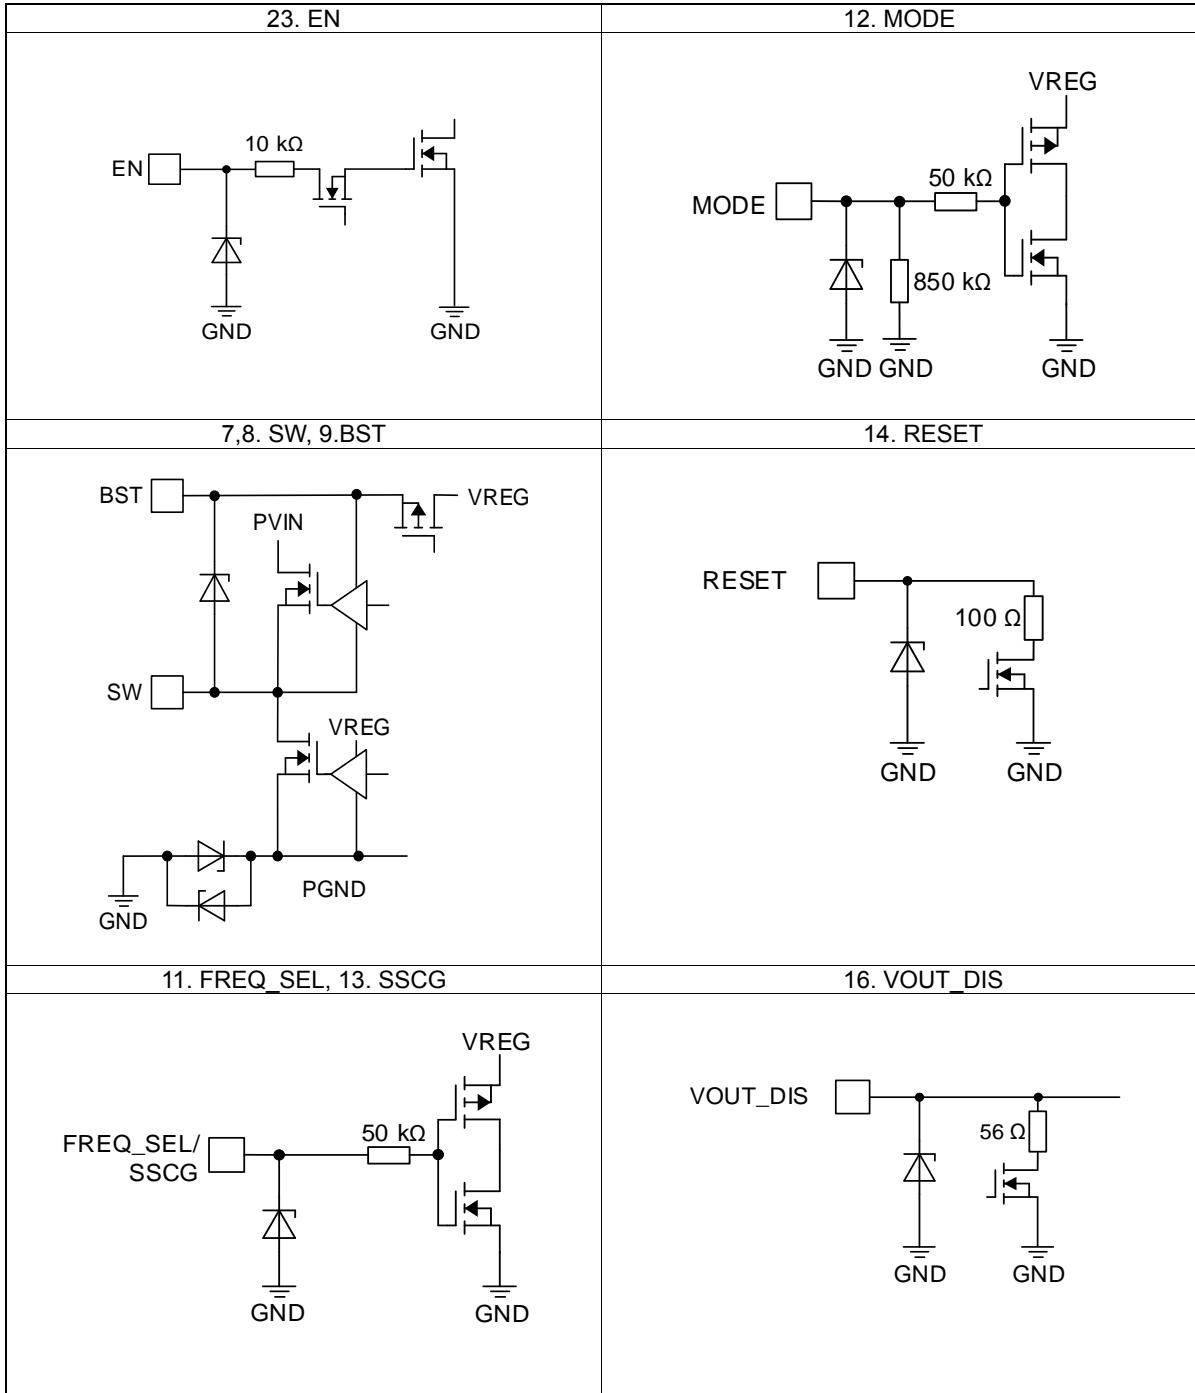 23. EN
12. MODE
EN
10 kΩ
GND
GND
VREG
MODE
50 kΩ
850 kΩ
GND
GND
GND
7,8. SW, 9.BST
14. RESET
BST
PVIN
VREG
SW
VREG
GND
PGND
RESET
100 Ω
GND
GND
11. FREQ_SEL, 13. SSCG
16. VOUT_DIS
VREG
FREQ_SEL/
SSCG
50 kΩ
GND
GND
VOUT_DIS
56 Ω
GND
GND